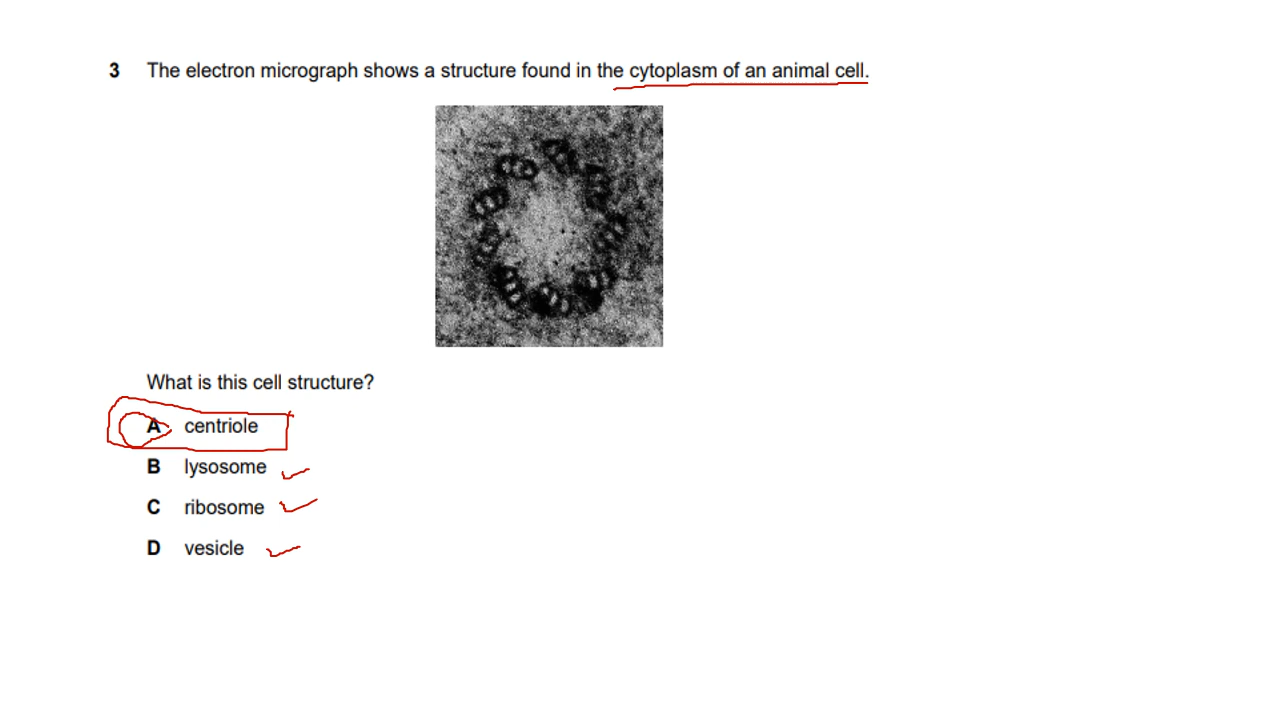 3 The electron micrograph shows a structure found in the cytoplasm of an animal cell.
What is this cell structure?
A centriole
B lysosome
C ribosome
D vesicle